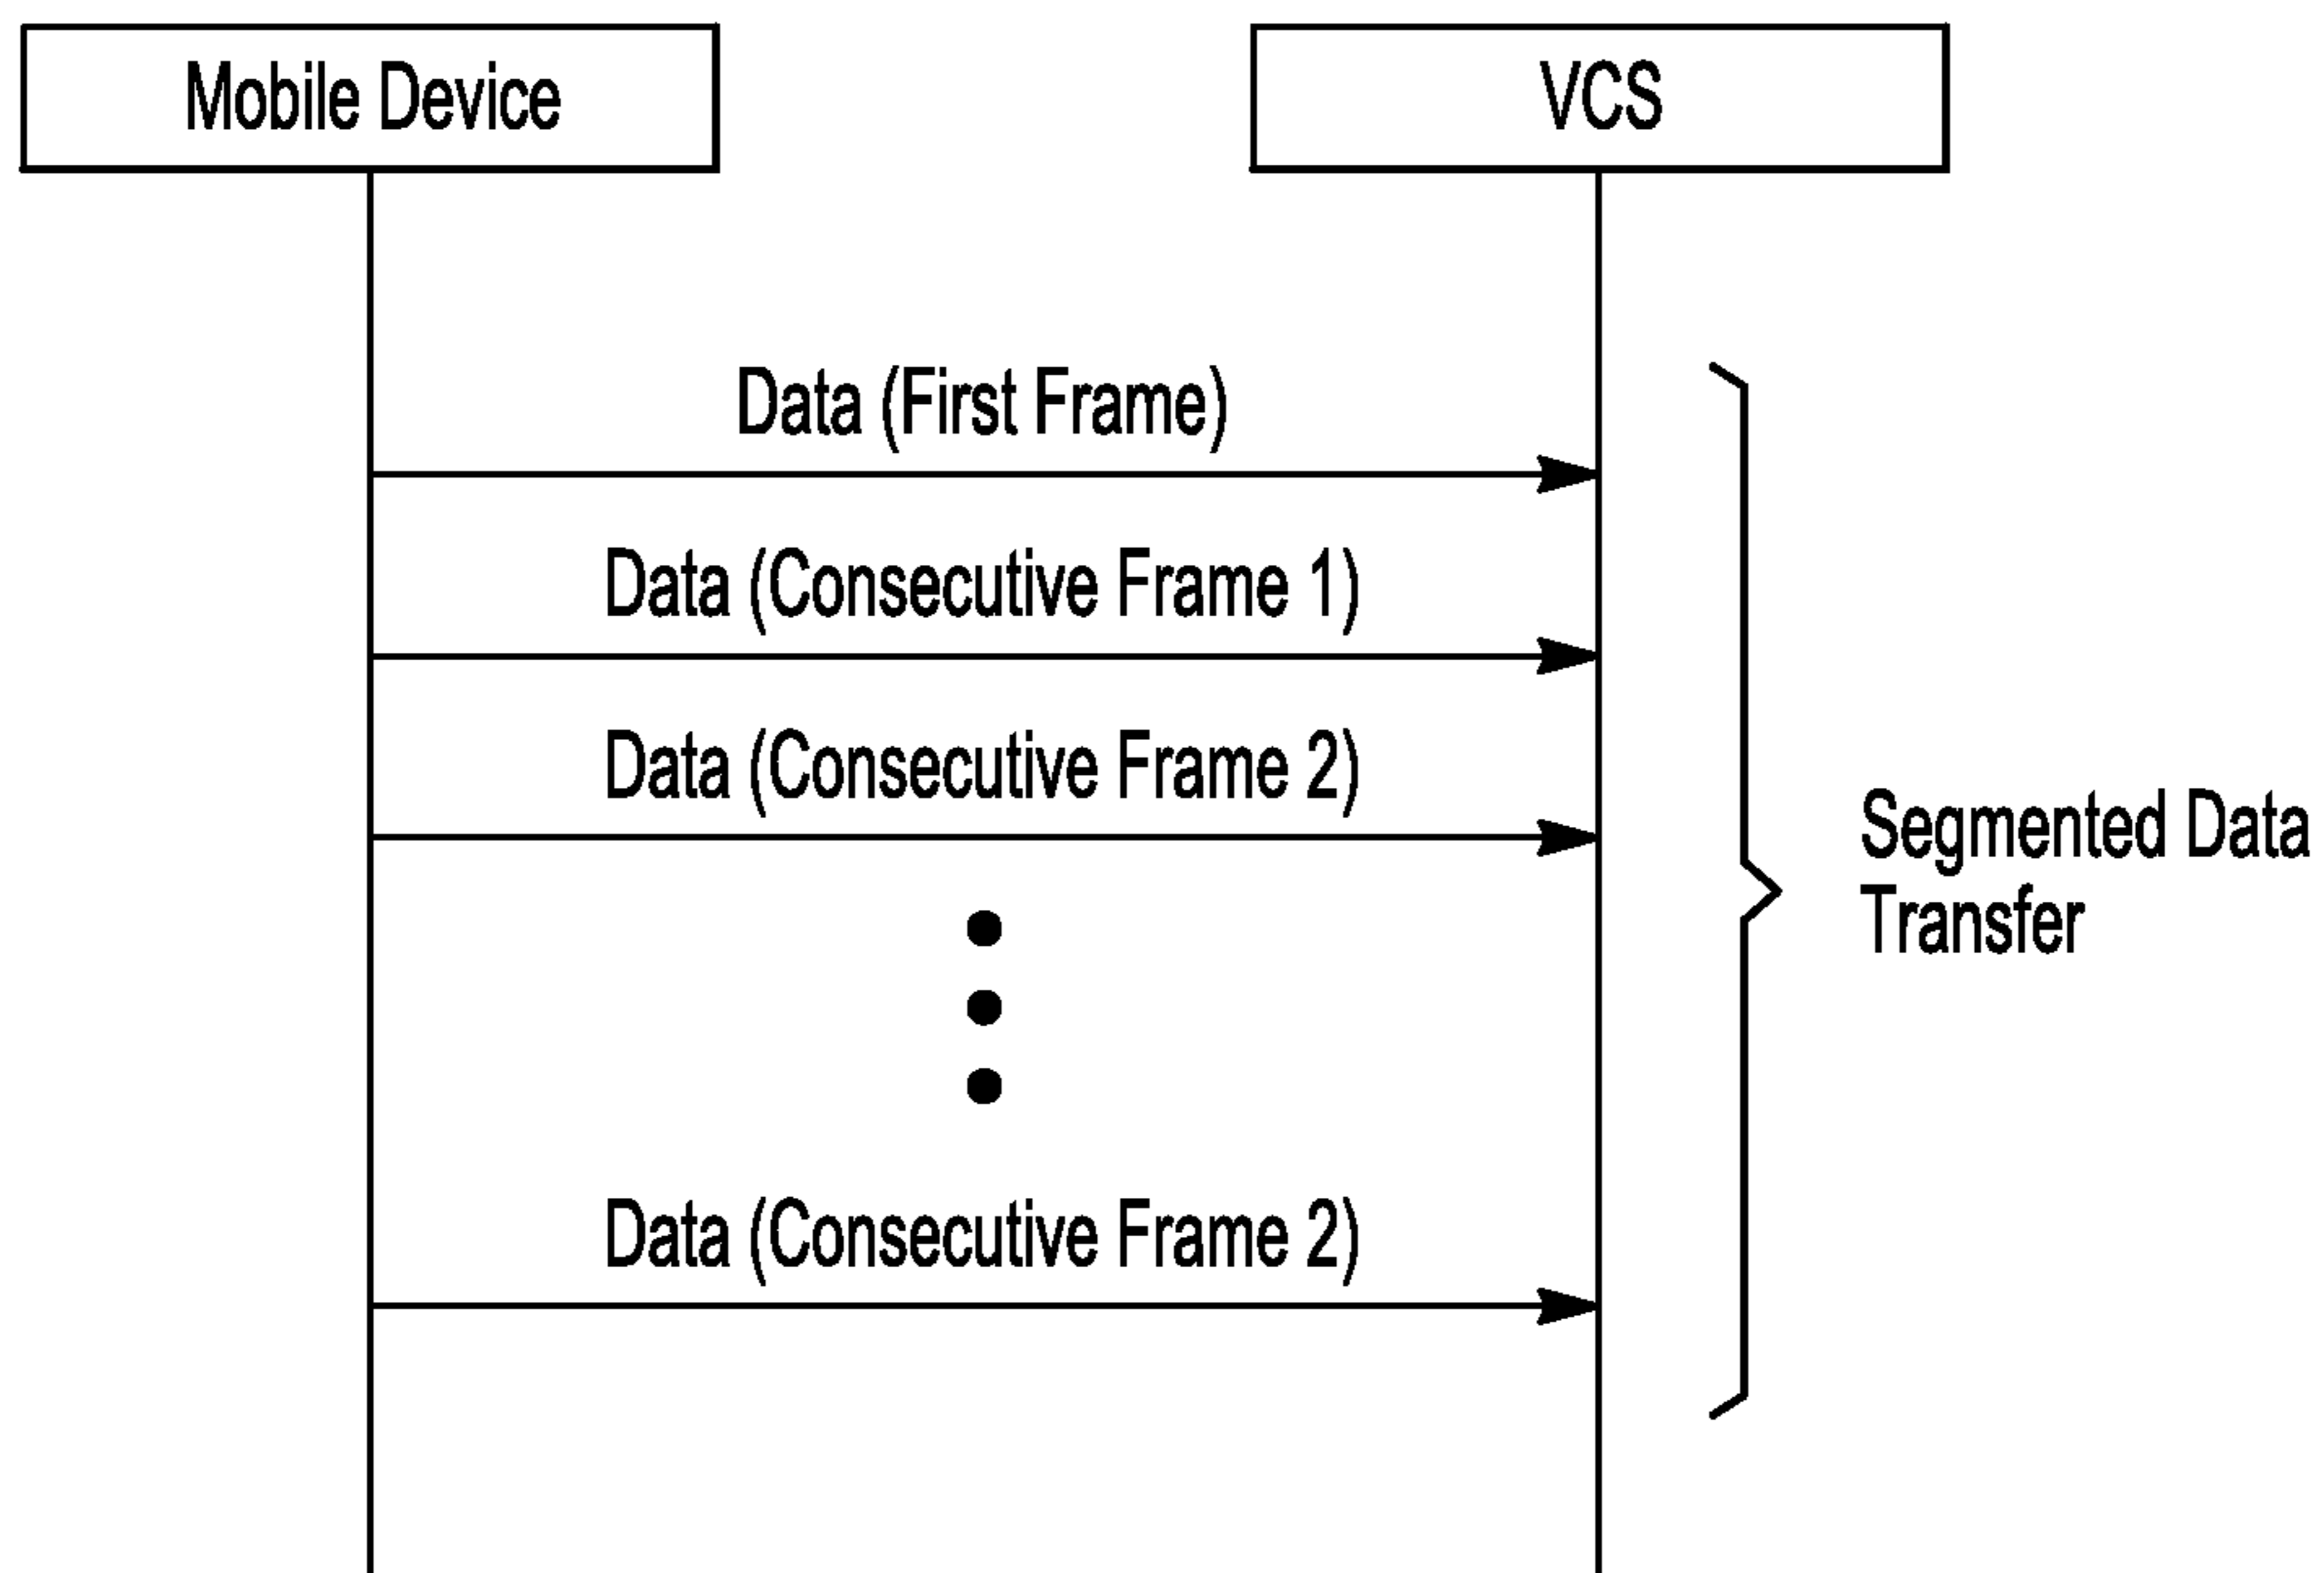 Mobile Device
VCS
Data (First Frame)
Data (Consecutive Frame 1)
Data (Consecutive Frame 2)
Segmented Data
Transfer
Data (Consecutive Frame 2)